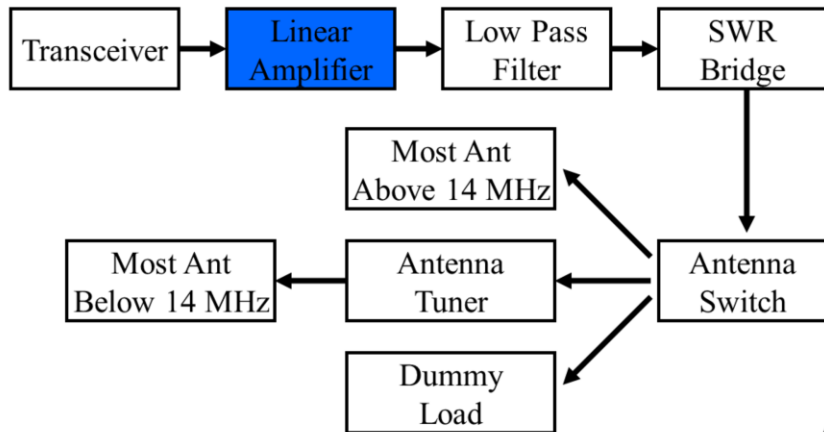 Transceiver
Linear
Amplifier
Low Pass
Filter
SWR
Bridge
Most Ant
Above 14 MHz
Most Ant
Below 14 MHz
Antenna
Tuner
Antenna
Switch
Dummy
Load